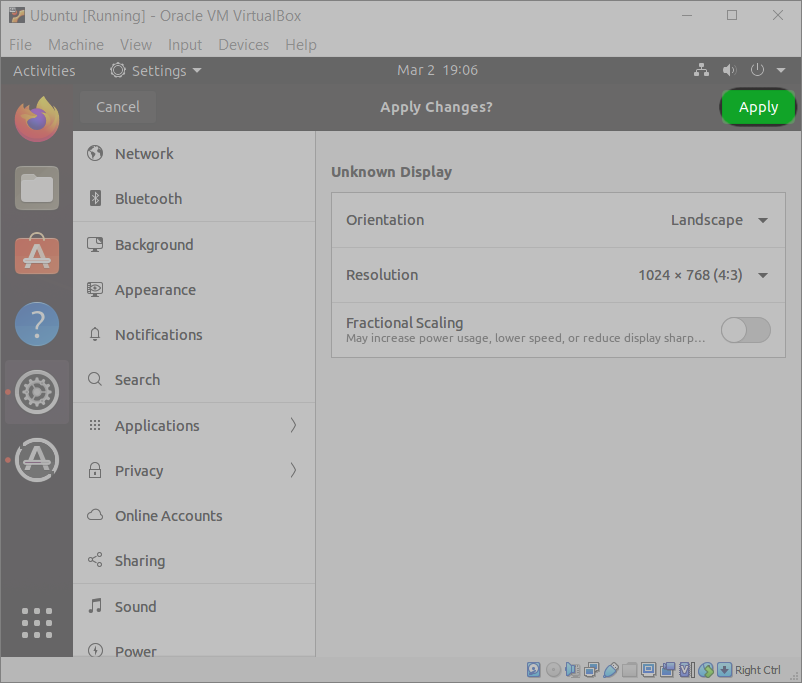 Ubuntu [Running] - Oracle VM VirtualBox
File Machine View Input Devices Help
Activities Settings Mar 2 19:06
Cancel Apply Changes? Apply
Network
Bluetooth
Background
Appearance
Notifications
Search
Applications
Privacy
Online Accounts
Sharing
Sound
Power
Unknown Display
Orientation Landscape
Resolution 1024 × 768 (4:3)
Fractional Scaling
May increase power usage, lower speed, or reduce display sharp...
Right Ctrl